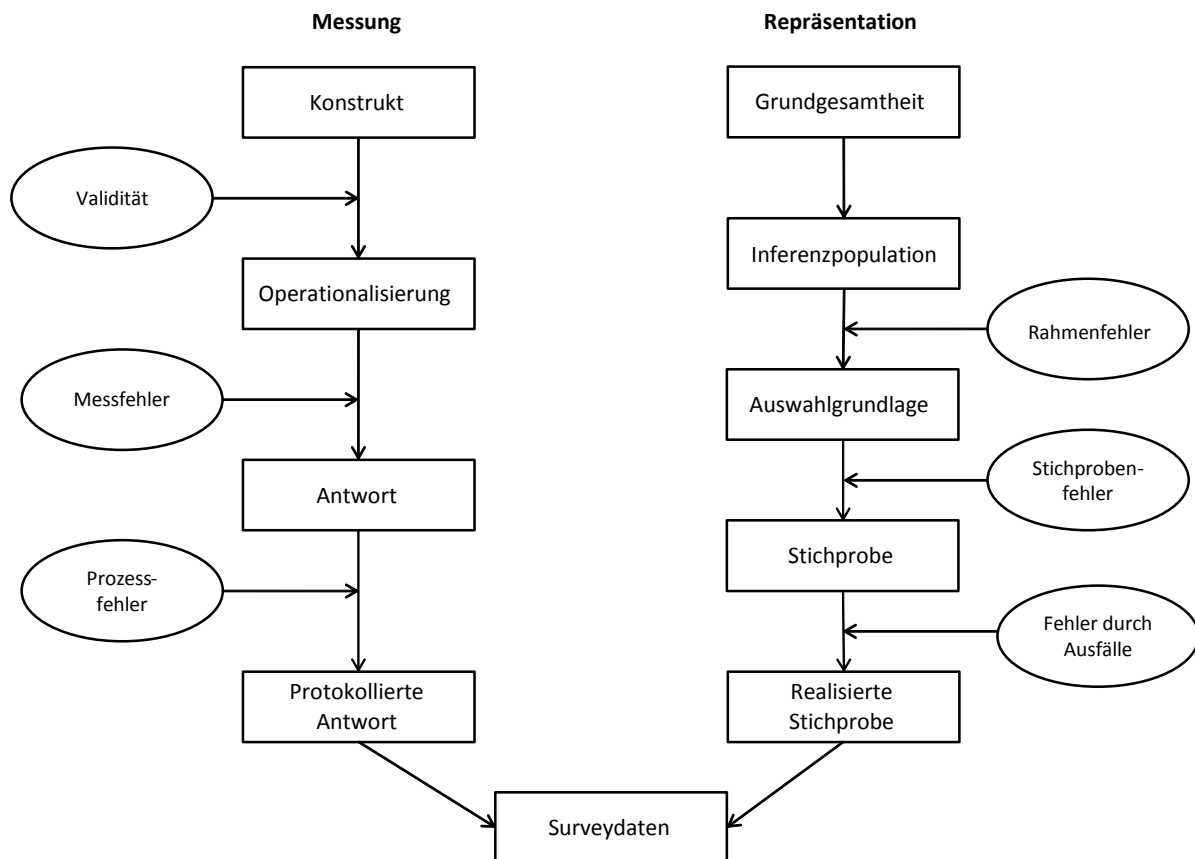 Messung
Repräsentation
Konstrukt
Grundgesamtheit
Validität
Inferenzpopulation
Operationalisierung
Rahmenfehler
Messfehler
Auswahlgrundlage
Stichproben-
fehler
Antwort
Stichprobe
Prozess-
fehler
Fehler durch
Ausfälle
Protokollierte
Antwort
Realisierte
Stichprobe
Surveydaten